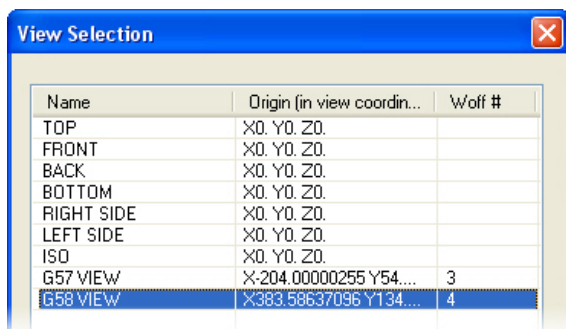 View Selection
Name Origin (in view coordin... Woff #
TOP X0. Y0. Z0.
FRONT X0. Y0. Z0.
BACK X0. Y0. Z0.
BOTTOM X0. Y0. Z0.
RIGHT SIDE X0. Y0. Z0.
LEFT SIDE X0. Y0. Z0.
ISO X0. Y0. Z0.
G57 VIEW X-204.00000255 Y54.... 3
G58 VIEW X383.58637096 Y134.... 4